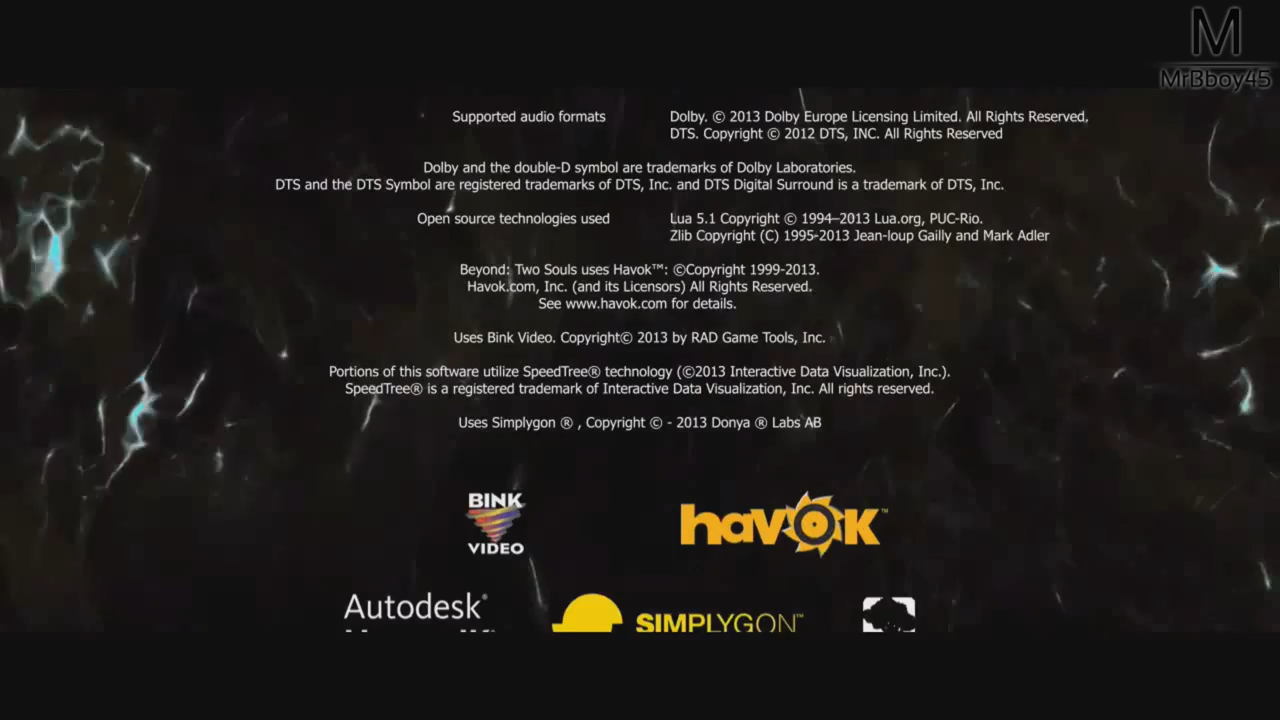 M
MrBboy45
Supported audio formats Dolby. © 2013 Dolby Europe Licensing Limited. All Rights Reserved,
DTS. Copyright © 2012 DTS, INC. All Rights Reserved
Dolby and the double-D symbol are trademarks of Dolby Laboratories.
DTS and the DTS Symbol are registered trademarks of DTS, Inc. and DTS Digital Surround is a trademark of DTS, Inc.
Open source technologies used Lua 5.1 Copyright © 1994–2013 Lua.org, PUC-Rio.
Zlib Copyright (C) 1995-2013 Jean-loup Gailly and Mark Adler
Beyond: Two Souls uses Havok™: ©Copyright 1999-2013.
Havok.com, Inc. (and its Licensors) All Rights Reserved.
See www.havok.com for details.
Uses Bink Video. Copyright© 2013 by RAD Game Tools, Inc.
Portions of this software utilize SpeedTree® technology (©2013 Interactive Data Visualization, Inc.).
SpeedTree® is a registered trademark of Interactive Data Visualization, Inc. All rights reserved.
Uses Simplygon ® , Copyright © - 2013 Donya ® Labs AB
BINK
VIDEO
havok™
Autodesk®
SIMPLYGON™